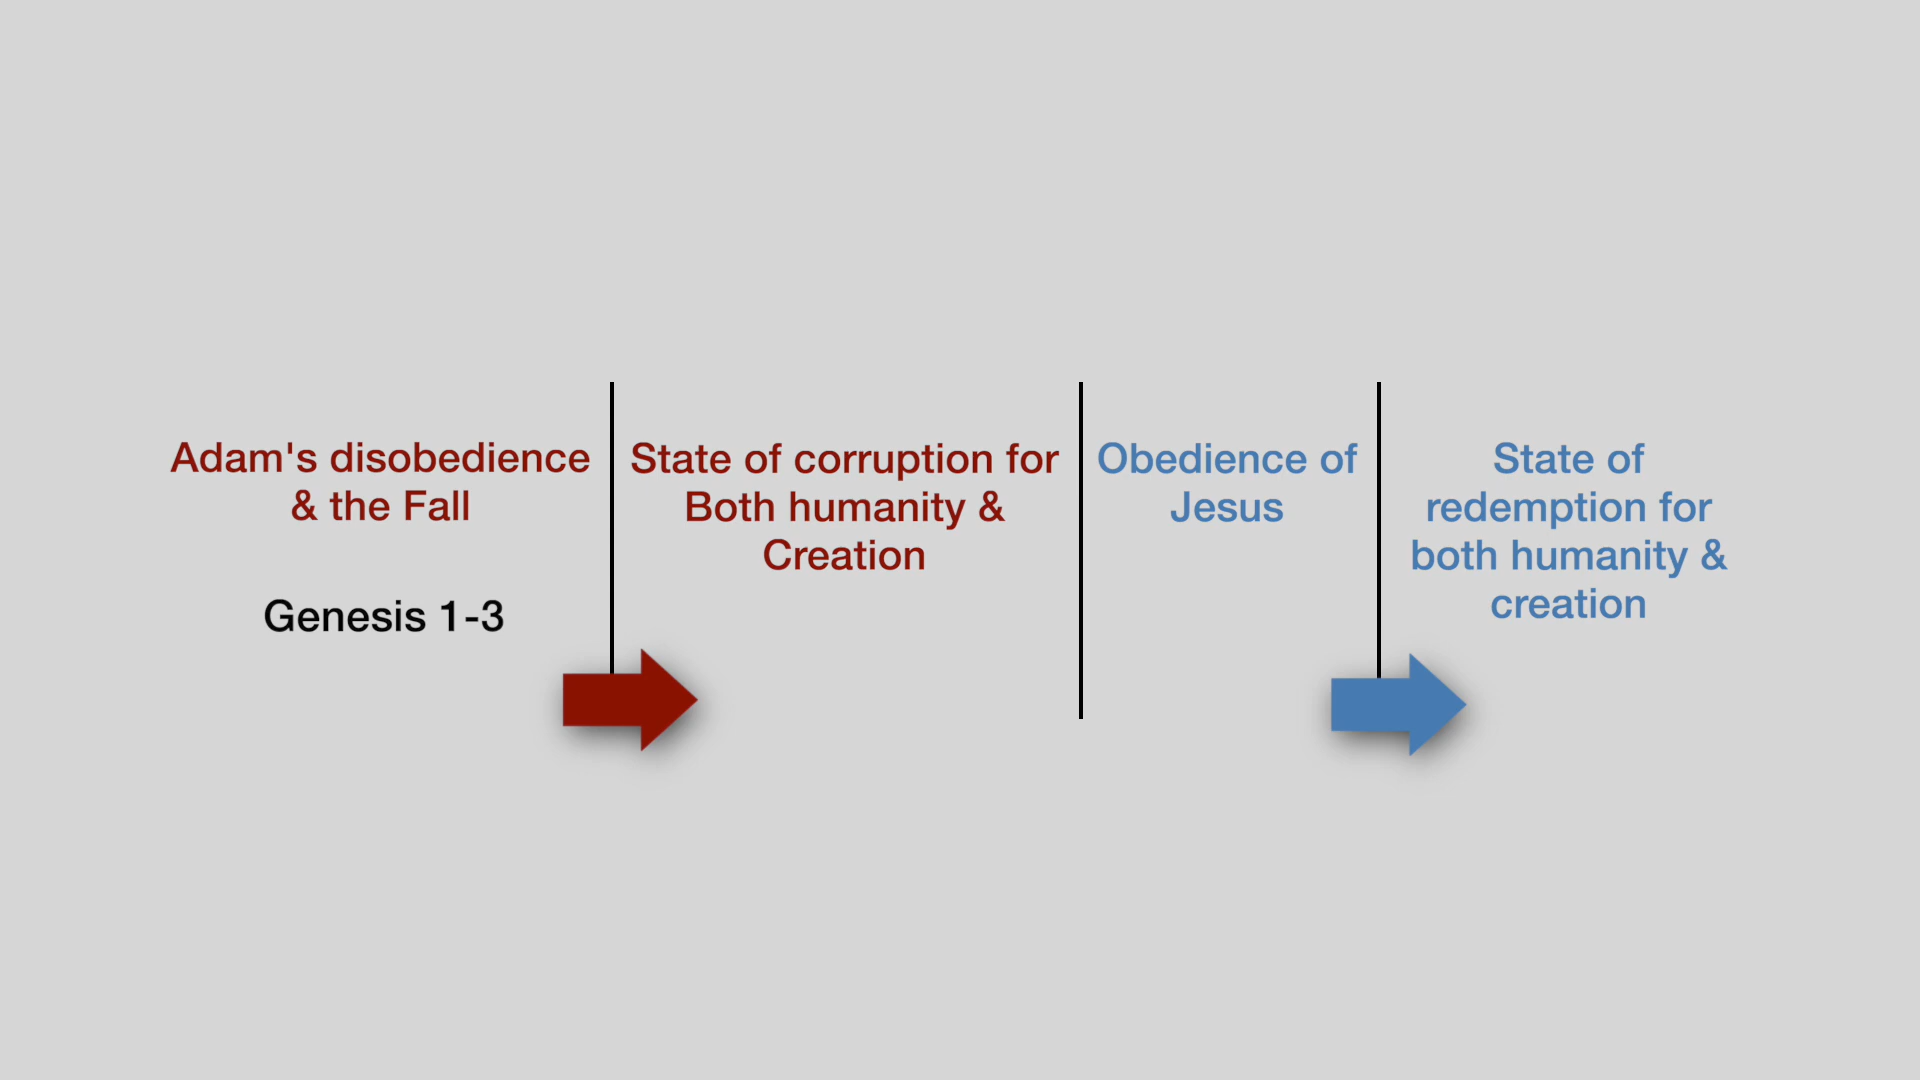 Adam's disobedience
& the Fall
Genesis 1-3
State of corruption for
Both humanity &
Creation
Obedience of
Jesus
State of
redemption for
both humanity &
creation